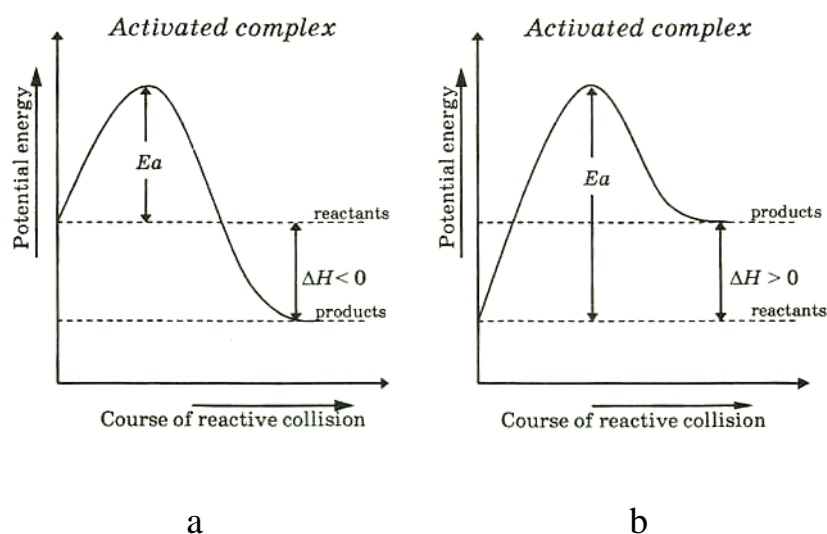 Activated complex
Potential energy
Ea
reactants
ΔH < 0
products
Course of reactive collision
a
Activated complex
Potential energy
Ea
products
ΔH > 0
reactants
Course of reactive collision
b